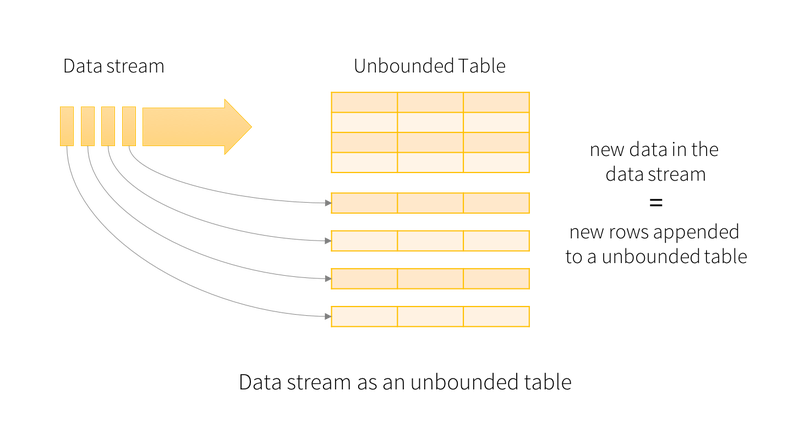 Data stream
Unbounded Table
new data in the
data stream
=
new rows appended
to a unbounded table
Data stream as an unbounded table